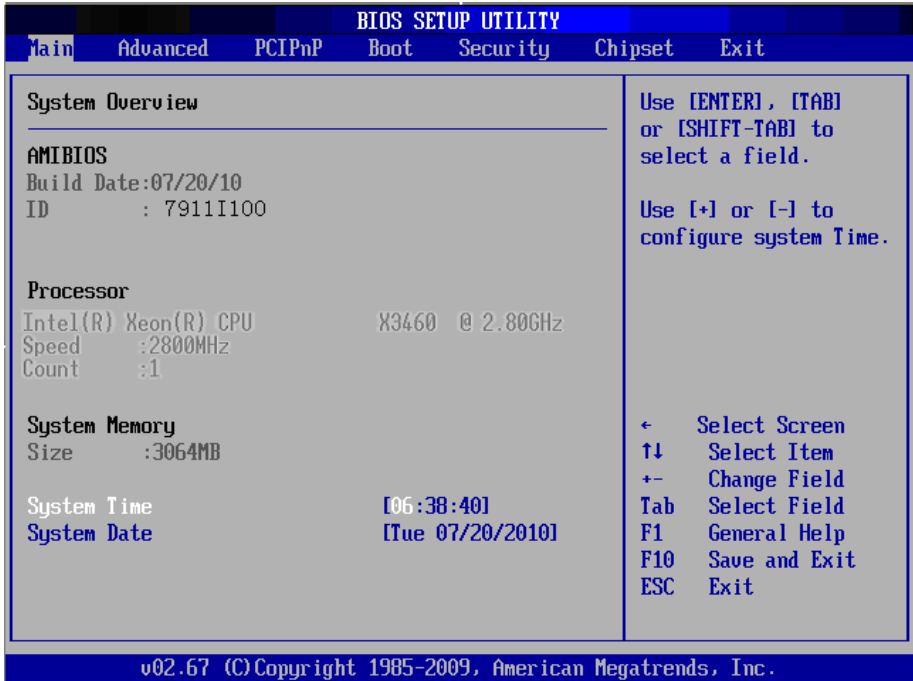 BIOS SETUP UTILITY
Main Advanced PCIPnP Boot Security Chipset Exit
System Overview
AMIBIOS
Build Date:07/20/10
ID : 7911I100
Processor
Intel(R) Xeon(R) CPU X3460 @ 2.80GHz
Speed :2800MHz
Count :1
System Memory
Size :3064MB
System Time [06:38:40]
System Date [Tue 07/20/2010]
Use [ENTER], [TAB]
or [SHIFT-TAB] to
select a field.
Use [+] or [-] to
configure system Time.
← Select Screen
↑↓ Select Item
+- Change Field
Tab Select Field
F1 General Help
F10 Save and Exit
ESC Exit
v02.67 (C)Copyright 1985-2009, American Megatrends, Inc.